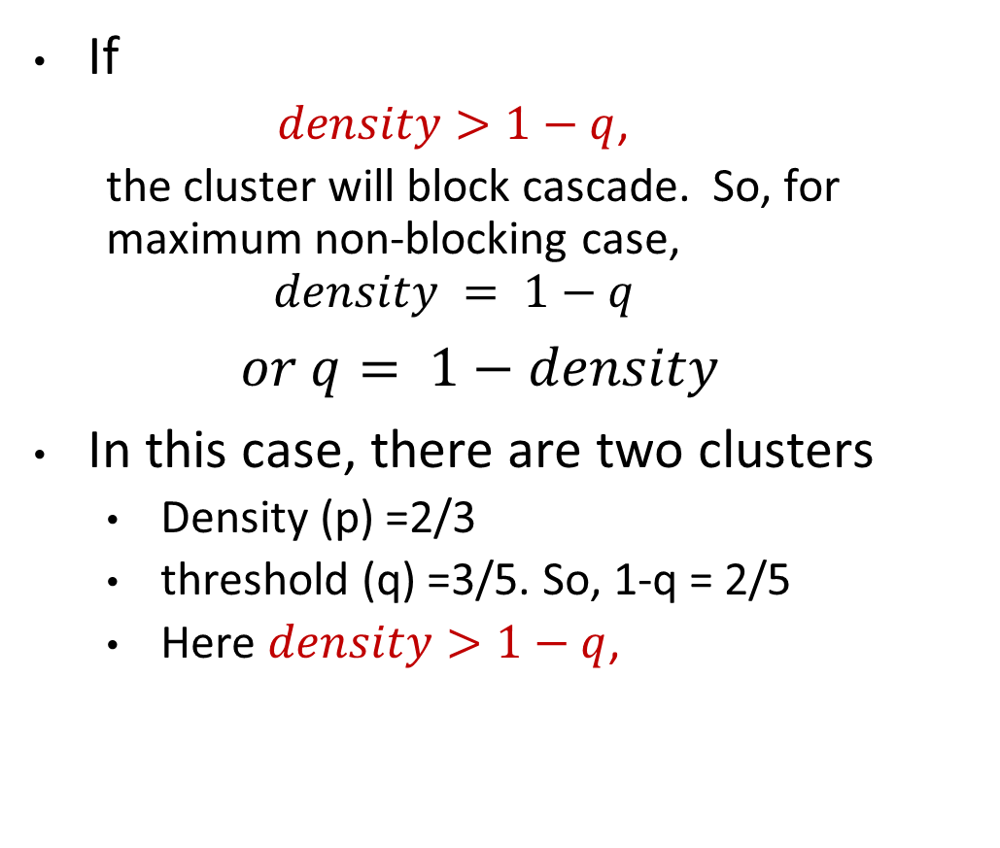 • If
density > 1 − q,
the cluster will block cascade. So, for
maximum non-blocking case,
density = 1 − q
or q = 1 − density
• In this case, there are two clusters
• Density (p) =2/3
• threshold (q) =3/5. So, 1-q = 2/5
• Here density > 1 − q,